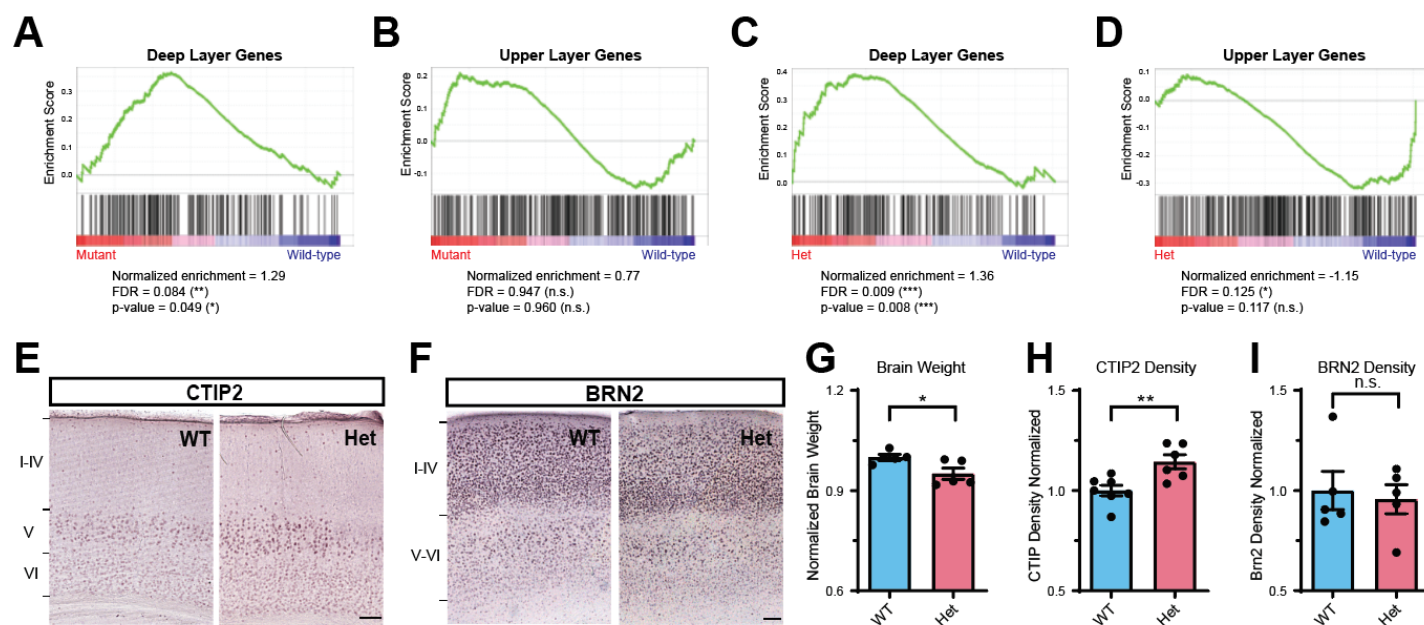 A
Deep Layer Genes
Enrichment Score
0.3
0.2
0.1
0.0
Mutant
Wild-type
Normalized enrichment = 1.29
FDR = 0.084 (**)
p-value = 0.049 (*)
B
Upper Layer Genes
Enrichment Score
0.2
0.1
0.0
-0.1
Mutant
Wild-type
Normalized enrichment = 0.77
FDR = 0.947 (n.s.)
p-value = 0.960 (n.s.)
C
Deep Layer Genes
Enrichment Score
0.4
0.3
0.2
0.1
0.0
Het
Wild-type
Normalized enrichment = 1.36
FDR = 0.009 (***)
p-value = 0.008 (***)
D
Upper Layer Genes
Enrichment Score
0.1
0.0
-0.1
-0.2
-0.3
Het
Wild-type
Normalized enrichment = -1.15
FDR = 0.125 (*)
p-value = 0.117 (n.s.)
E
CTIP2
WT
Het
I-IV
V
VI
F
BRN2
WT
Het
I-IV
V-VI
G
Brain Weight
Normalized Brain Weight
1.2
0.9
0.6
*
WT
Het
H
CTIP2 Density
CTIP Density Normalized
1.5
1.0
0.5
**
WT
Het
I
BRN2 Density
n.s.
Brn2 Density Normalized
1.5
1.0
0.5
WT
Het